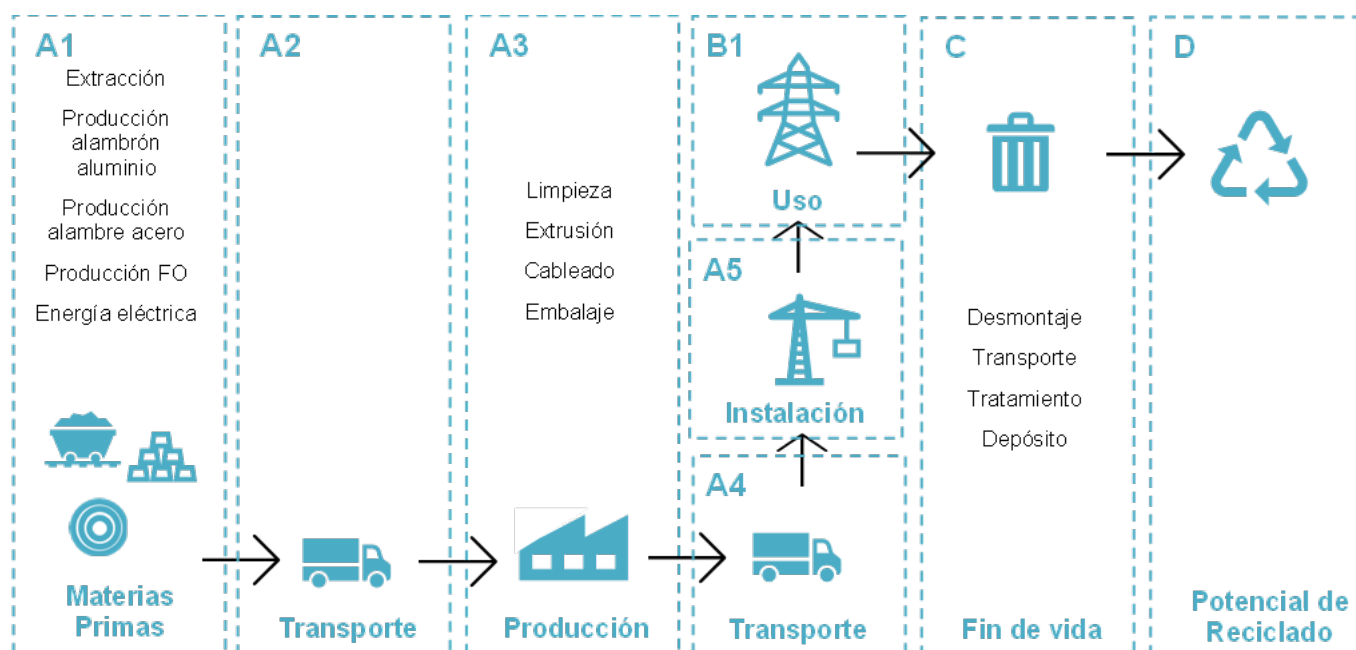 A1
Extracción
Producción
alambrón
aluminio
Producción
alambre acero
Producción FO
Energía eléctrica
Materias
Primas
A2
Transporte
A3
Limpieza
Extrusión
Cableado
Embalaje
Producción
B1
Uso
A5
Instalación
A4
Transporte
C
Desmontaje
Transporte
Tratamiento
Depósito
Fin de vida
D
Potencial de
Reciclado